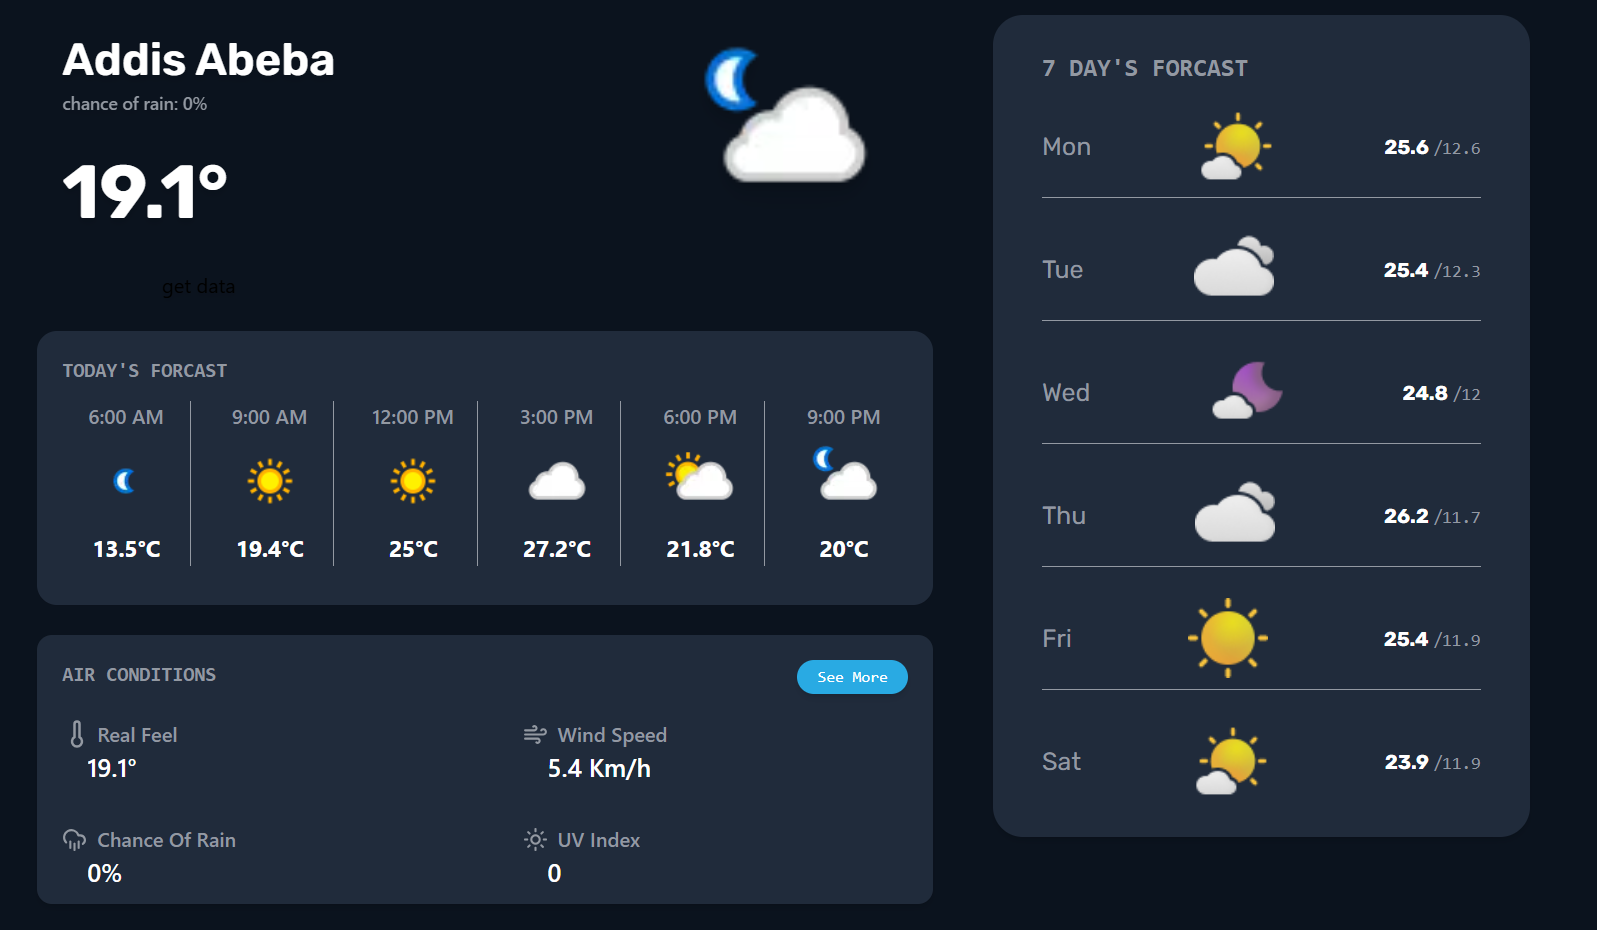 Addis Abeba
chance of rain: 0%
19.1°
get data
TODAY'S FORCAST
6:00 AM 9:00 AM 12:00 PM 3:00 PM 6:00 PM 9:00 PM
13.5°C 19.4°C 25°C 27.2°C 21.8°C 20°C
AIR CONDITIONS
See More
Real Feel
19.1°
Wind Speed
5.4 Km/h
Chance Of Rain
0%
UV Index
0
7 DAY'S FORCAST
Mon 25.6 /12.6
Tue 25.4 /12.3
Wed 24.8 /12
Thu 26.2 /11.7
Fri 25.4 /11.9
Sat 23.9 /11.9